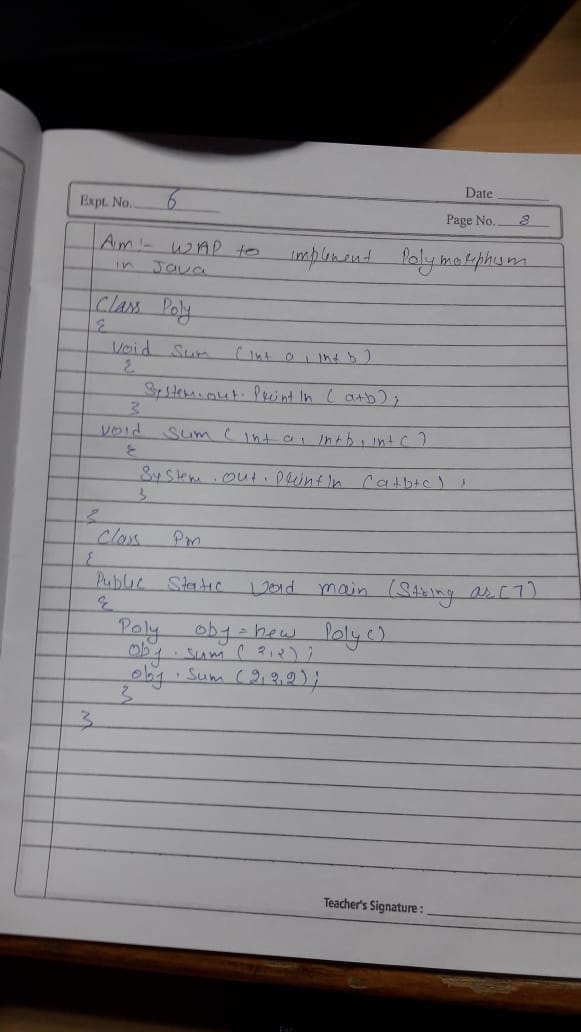 Date
Expt. No. 6
Page No. 8
Aim:- WAP to implement Polymorphum
in Java
Class Poly
{
void Sum (int a, int b)
{
System.out.Println (a+b);
}
void sum (int a, int b, int c)
{
System.out.Println (a+b+c);
}
}
Class Pm
{
Public Static void main (String as[])
{
Poly obj = new Poly()
obj.sum (2,2);
obj.sum (2,2,2);
}
}
Teacher's Signature :